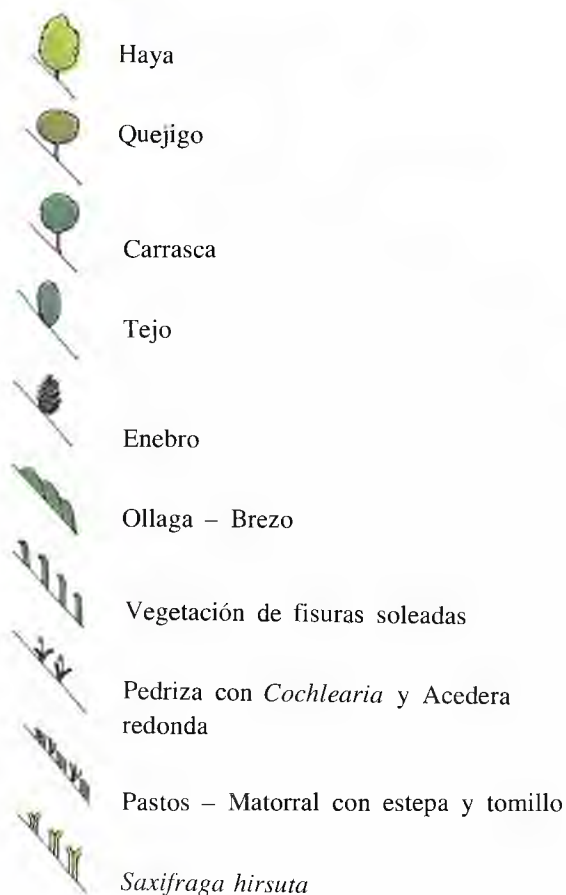 Haya
Quejigo
Carrasca
Tejo
Enebro
Ollaga – Brezo
Vegetación de fisuras soleadas
Pedriza con Cochlearia y Acedera
redonda
Pastos – Matorral con estepa y tomillo
Saxifraga hirsuta